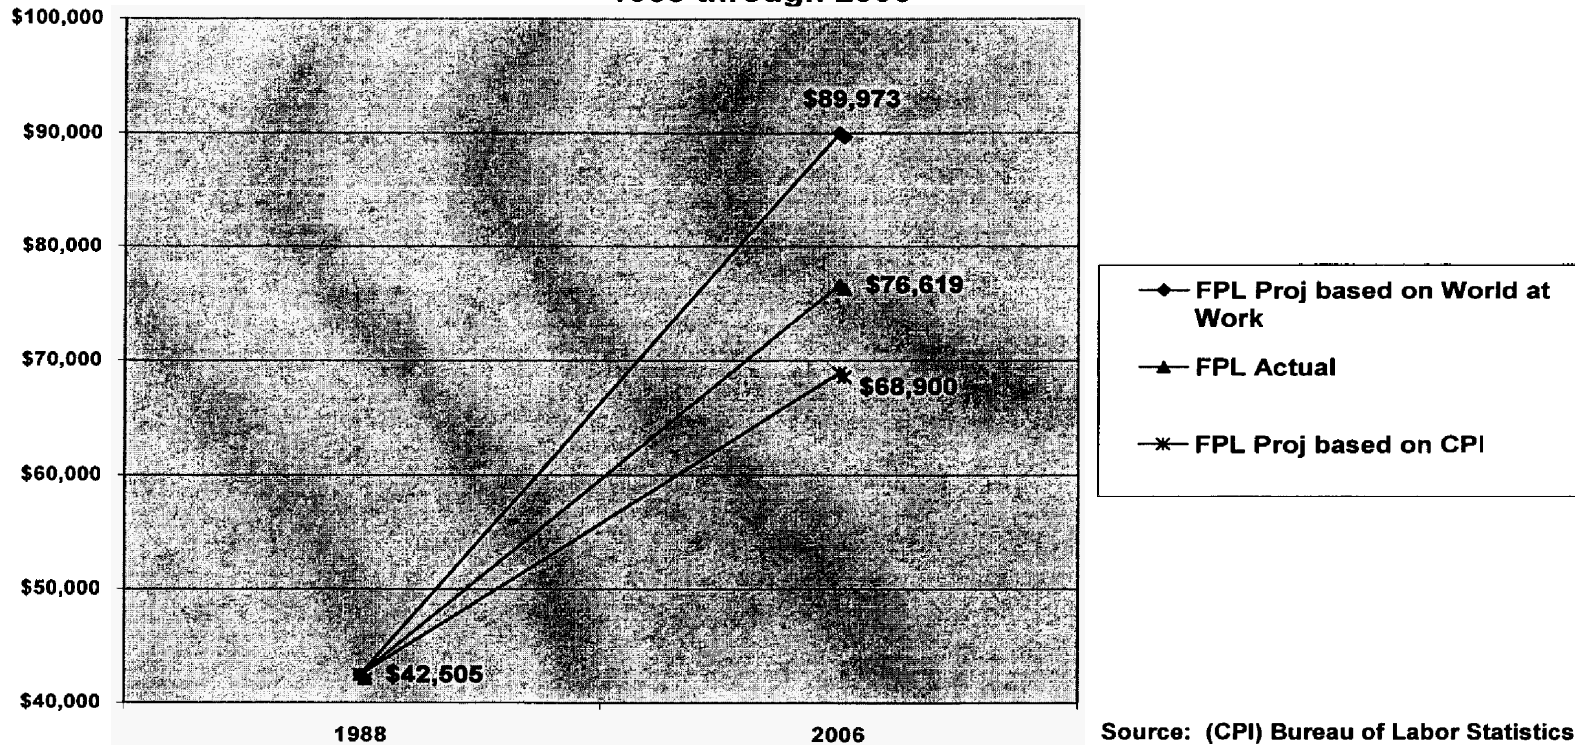 $100,000
$90,000
$80,000
$70,000
$60,000
$50,000
$40,000
$89,973
$76,619
$68,900
$42,505
1988
2006
FPL Proj based on World at
Work
FPL Actual
FPL Proj based on CPI
Source: (CPI) Bureau of Labor Statistics